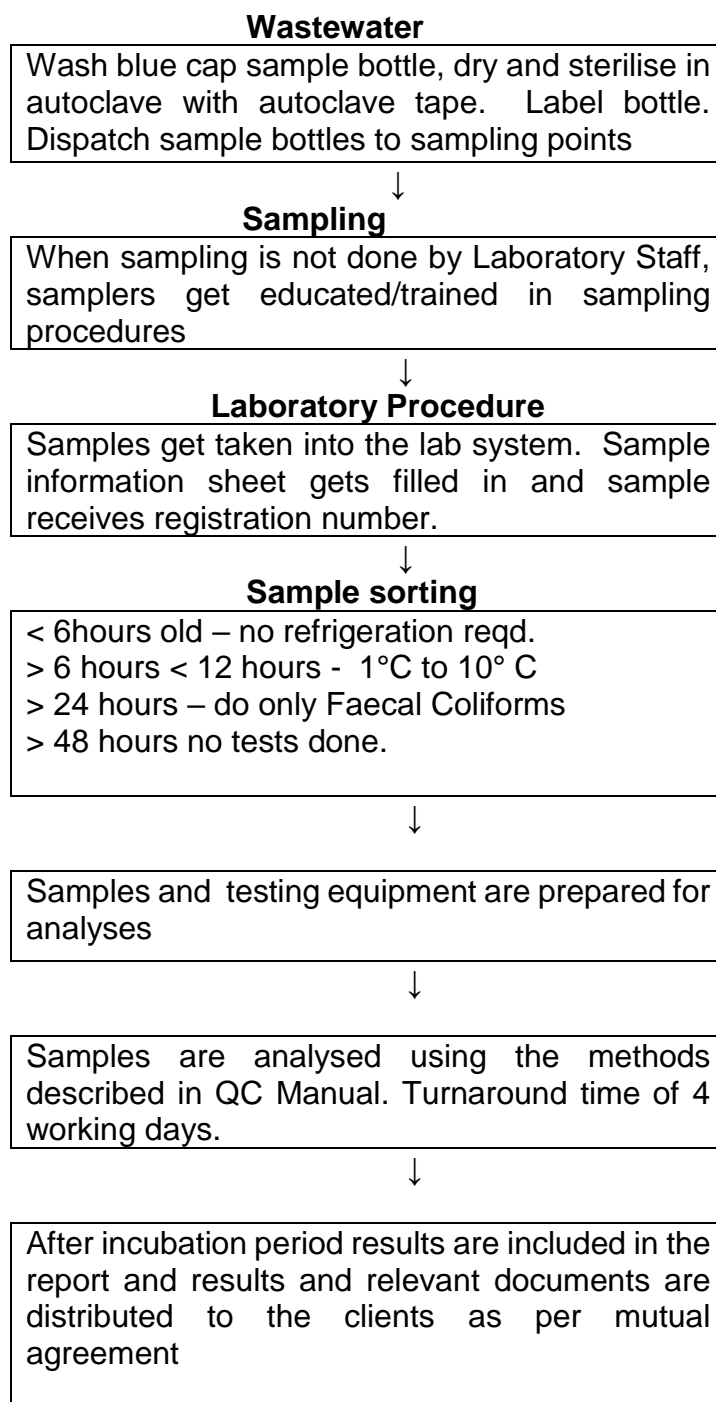 Wastewater
Wash blue cap sample bottle, dry and sterilise in
autoclave with autoclave tape. Label bottle.
Dispatch sample bottles to sampling points
↓
Sampling
When sampling is not done by Laboratory Staff,
samplers get educated/trained in sampling
procedures
↓
Laboratory Procedure
Samples get taken into the lab system. Sample
information sheet gets filled in and sample
receives registration number.
↓
Sample sorting
< 6hours old – no refrigeration reqd.
> 6 hours < 12 hours - 1°C to 10° C
> 24 hours – do only Faecal Coliforms
> 48 hours no tests done.
↓
Samples and testing equipment are prepared for
analyses
↓
Samples are analysed using the methods
described in QC Manual. Turnaround time of 4
working days.
↓
After incubation period results are included in the
report and results and relevant documents are
distributed to the clients as per mutual
agreement